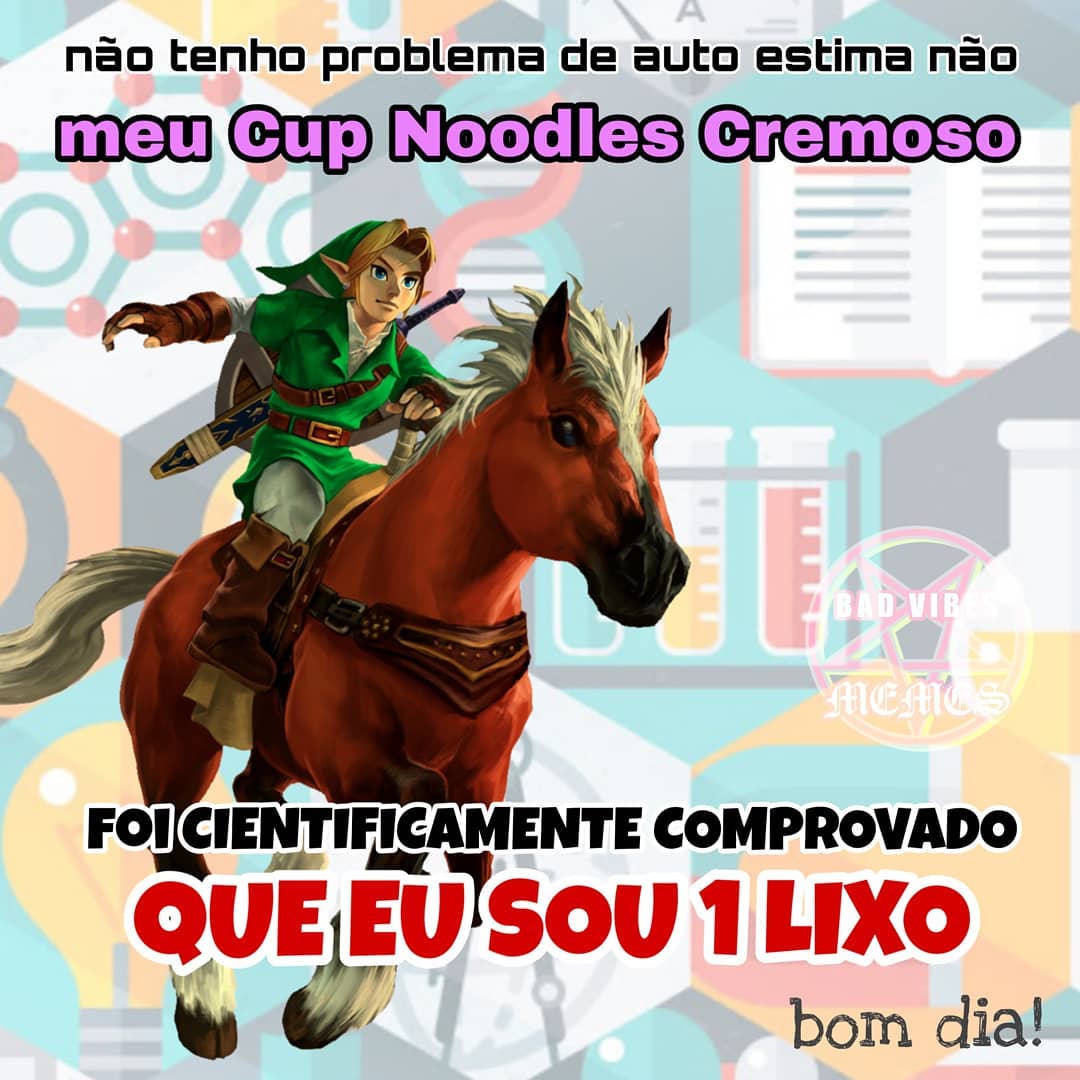 não tenho problema de auto estima não
meu Cup Noodles Cremoso
BAD VIBES
MEMES
FOI CIENTIFICAMENTE COMPROVADO
QUE EU SOU 1 LIXO
bom dia!